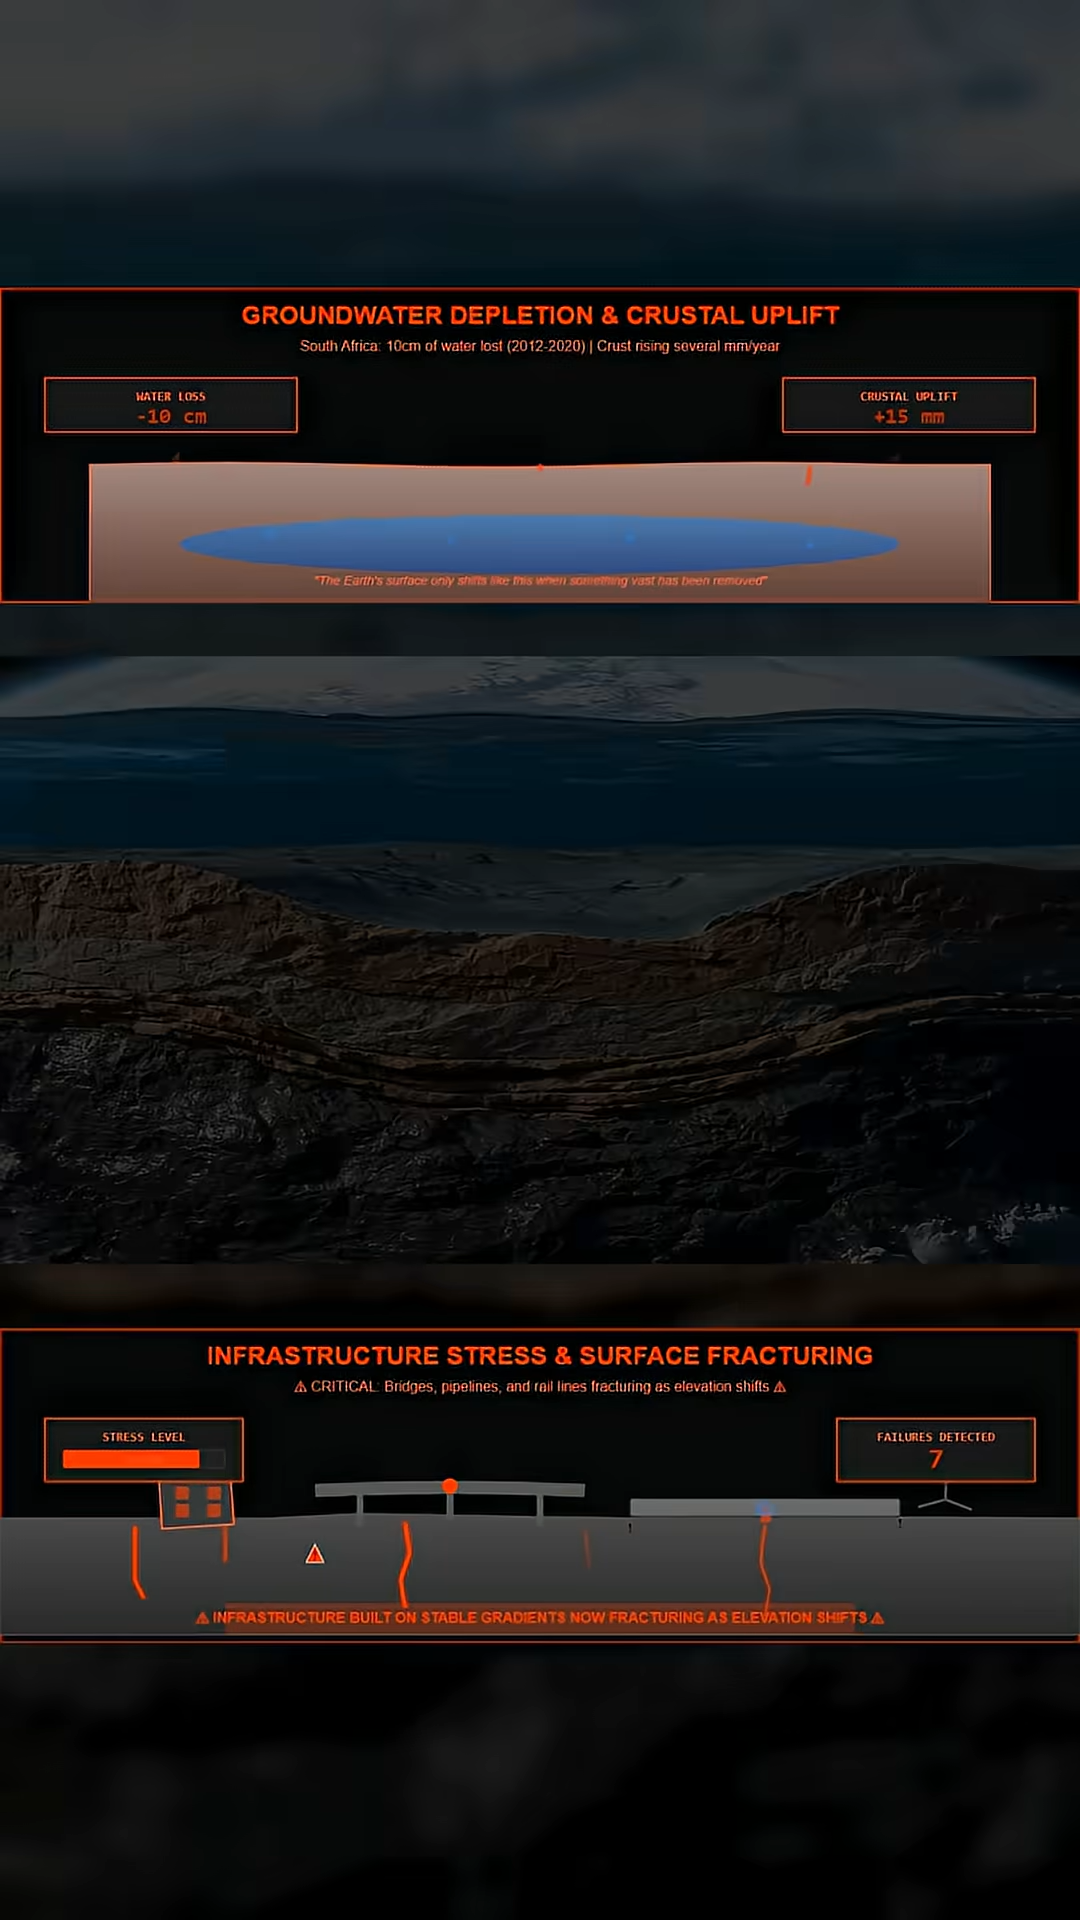 GROUNDWATER DEPLETION & CRUSTAL UPLIFT
South Africa: 10cm of water lost (2012-2020) | Crust rising several mm/year
WATER LOSS
-10 cm
CRUSTAL UPLIFT
+15 mm
"The Earth's surface only shifts like this when something vast has been removed"
INFRASTRUCTURE STRESS & SURFACE FRACTURING
⚠ CRITICAL: Bridges, pipelines, and rail lines fracturing as elevation shifts ⚠
STRESS LEVEL
FAILURES DETECTED
7
⚠ INFRASTRUCTURE BUILT ON STABLE GRADIENTS NOW FRACTURING AS ELEVATION SHIFTS ⚠